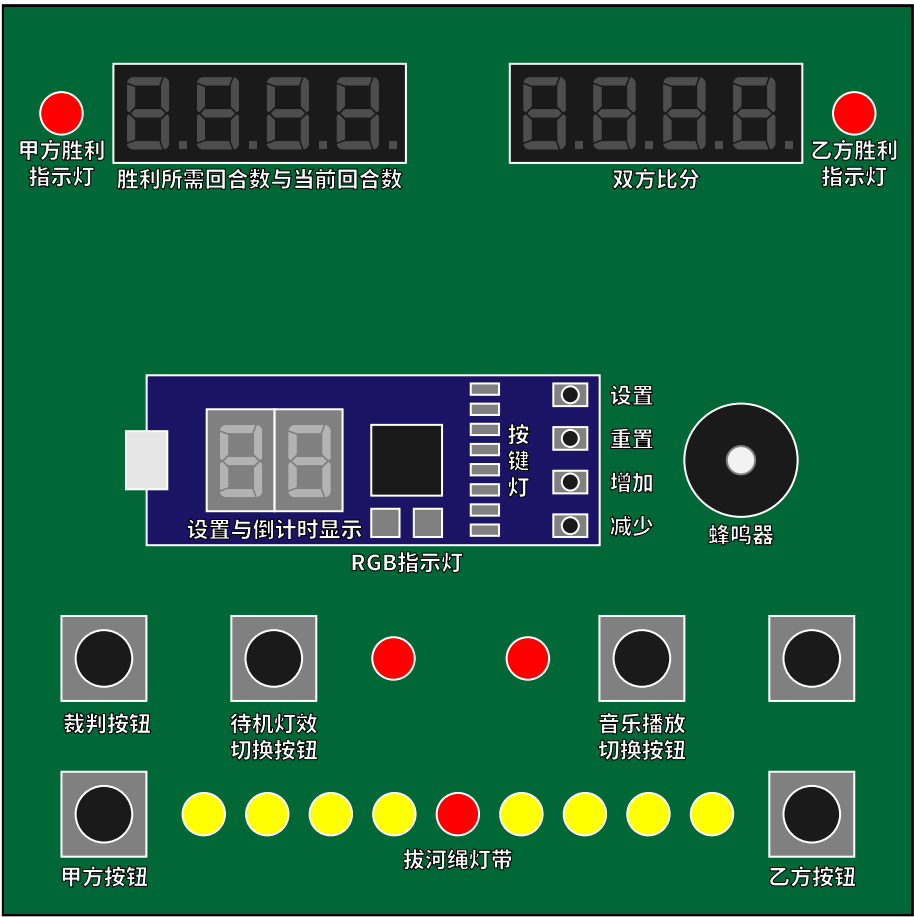 甲方胜利
指示灯
胜利所需回合数与当前回合数
双方比分
乙方胜利
指示灯
设置
重置
增加
减少
按
键
灯
设置与倒计时显示
RGB指示灯
蜂鸣器
裁判按钮
待机灯效
切换按钮
音乐播放
切换按钮
甲方按钮
拔河绳灯带
乙方按钮